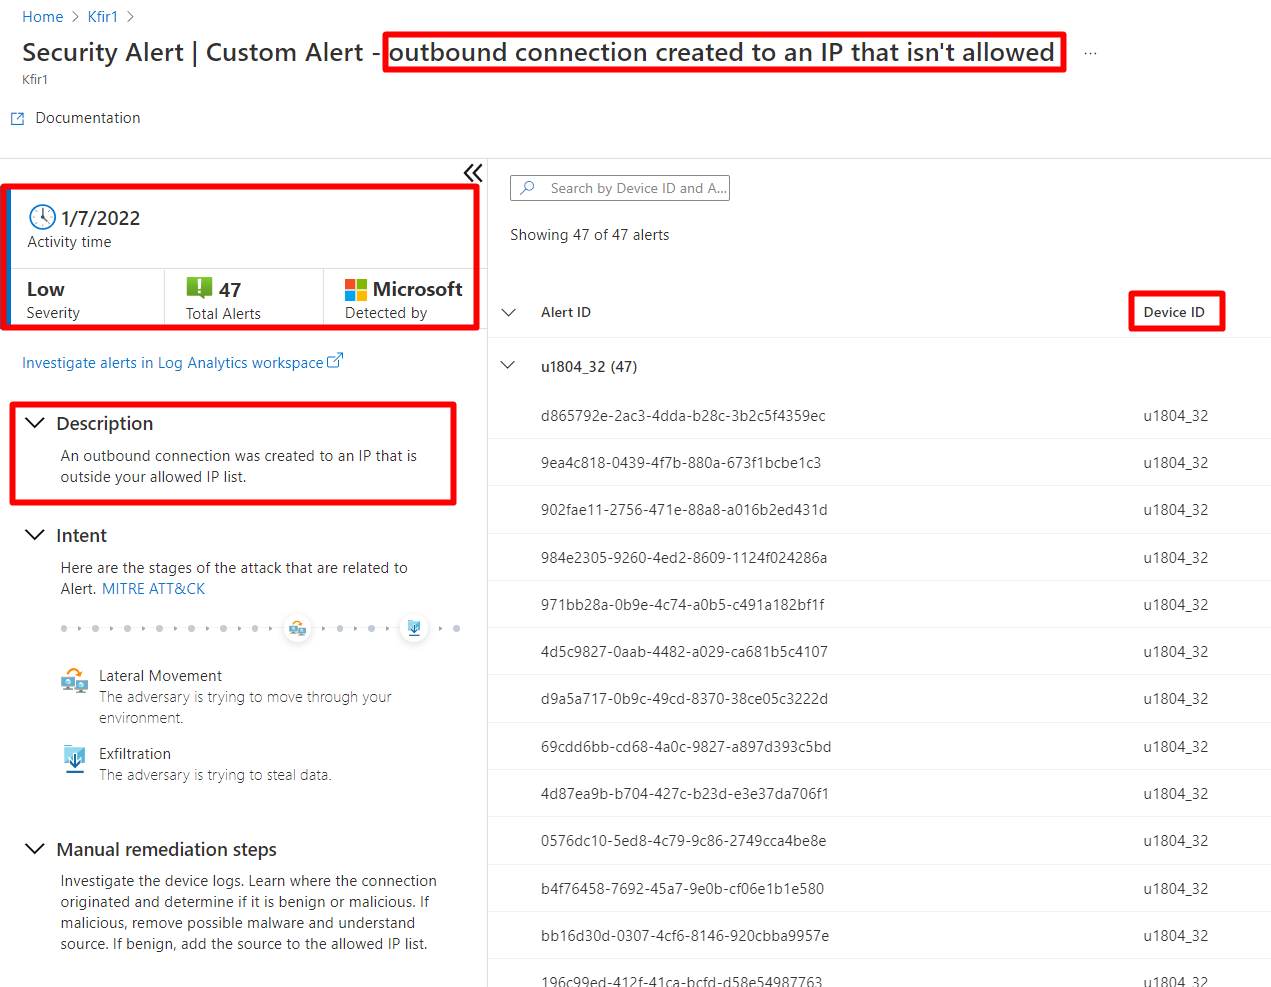 Home > Kfir1 >
Security Alert | Custom Alert - outbound connection created to an IP that isn't allowed ...
Kfir1
Documentation
1/7/2022
Activity time
Low
Severity
47
Total Alerts
Microsoft
Detected by
Investigate alerts in Log Analytics workspace
Description
An outbound connection was created to an IP that is
outside your allowed IP list.
Intent
Here are the stages of the attack that are related to
Alert. MITRE ATT&CK
Lateral Movement
The adversary is trying to move through your
environment.
Exfiltration
The adversary is trying to steal data.
Manual remediation steps
Investigate the device logs. Learn where the connection
originated and determine if it is benign or malicious. If
malicious, remove possible malware and understand
source. If benign, add the source to the allowed IP list.
Search by Device ID and A...
Showing 47 of 47 alerts
Alert ID Device ID
u1804_32 (47)
d865792e-2ac3-4dda-b28c-3b2c5f4359ec u1804_32
9ea4c818-0439-4f7b-880a-673f1bcbe1c3 u1804_32
902fae11-2756-471e-88a8-a016b2ed431d u1804_32
984e2305-9260-4ed2-8609-1124f024286a u1804_32
971bb28a-0b9e-4c74-a0b5-c491a182bf1f u1804_32
4d5c9827-0aab-4482-a029-ca681b5c4107 u1804_32
d9a5a717-0b9c-49cd-8370-38ce05c3222d u1804_32
69cdd6bb-cd68-4a0c-9827-a897d393c5bd u1804_32
4d87ea9b-b704-427c-b23d-e3e37da706f1 u1804_32
0576dc10-5ed8-4c79-9c86-2749cca4be8e u1804_32
b4f76458-7692-45a7-9e0b-cf06e1b1e580 u1804_32
bb16d30d-0307-4cf6-8146-920cbba9957e u1804_32
196c99ed-412f-41ca-bcfd-d58e54987763 u1804_32